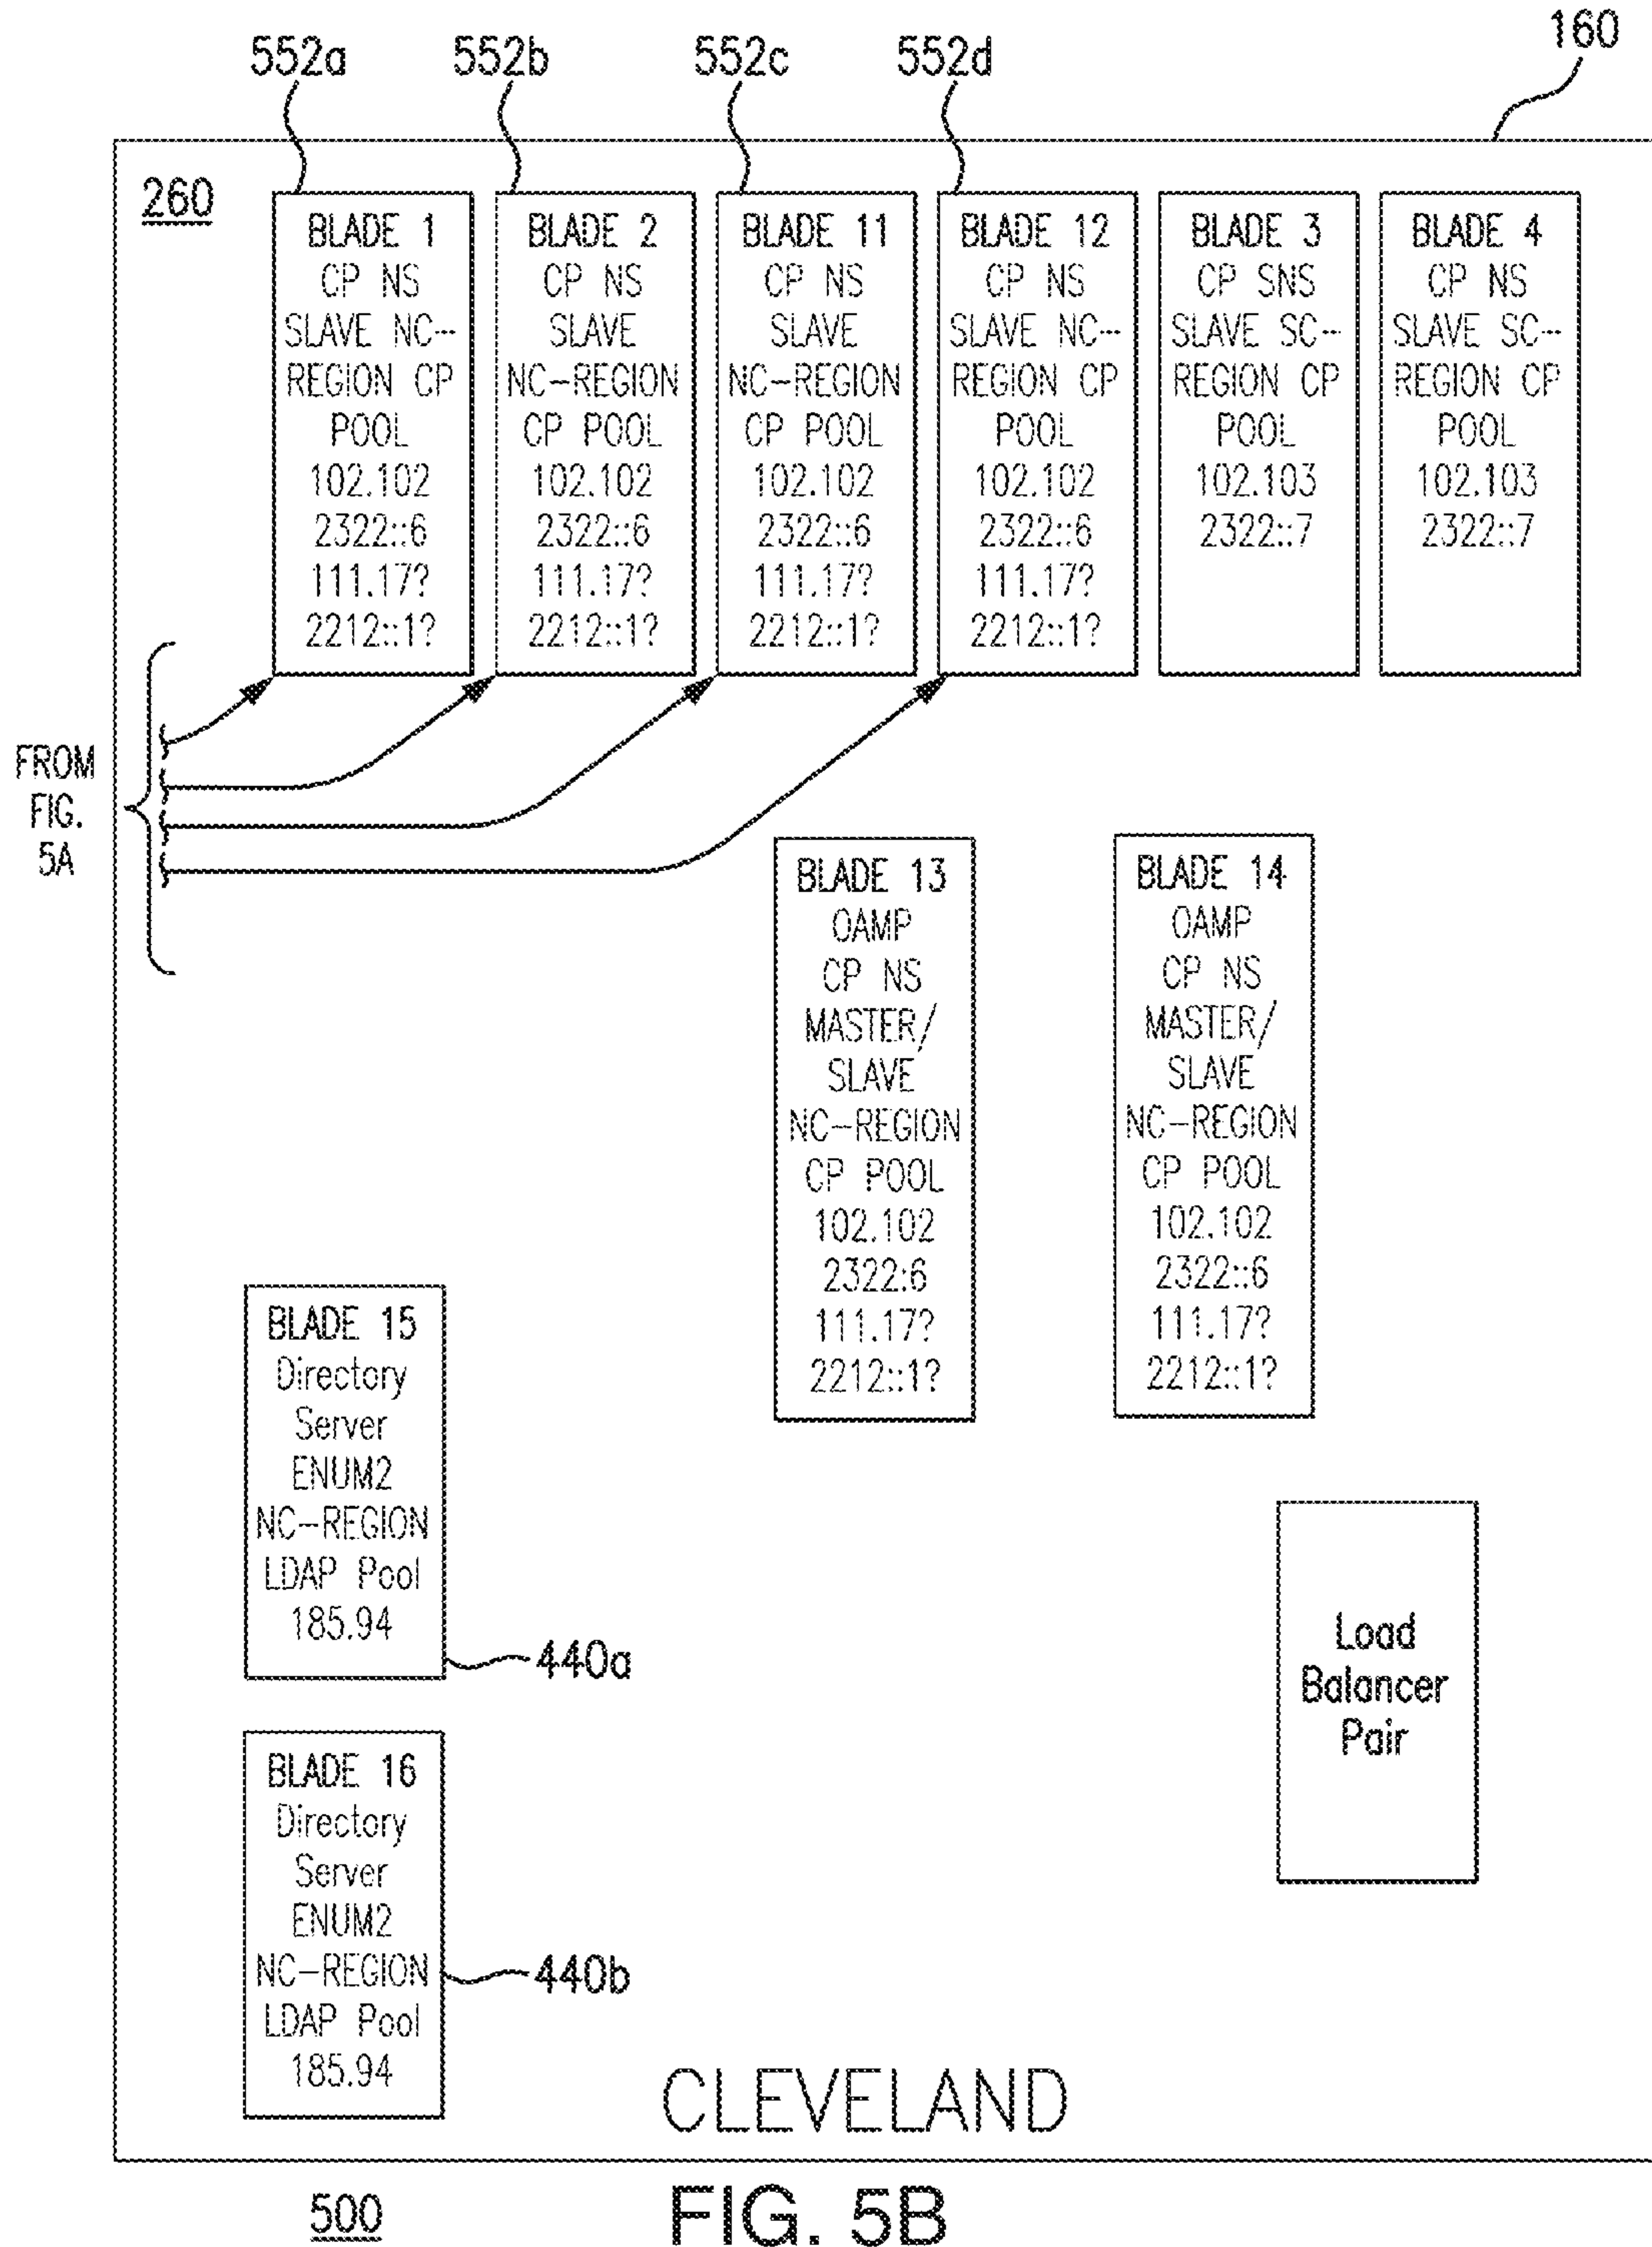 552a 552b 552c 552d 160
260
BLADE 1
CP NS
SLAVE NC-
REGION CP
POOL
102.102
2322::6
111.17?
2212::1?
BLADE 2
CP NS
SLAVE
NC-REGION
CP POOL
102.102
2322::6
111.17?
2212::1?
BLADE 11
CP NS
SLAVE
NC-REGION
CP POOL
102.102
2322::6
111.17?
2212::1?
BLADE 12
CP NS
SLAVE NC-
REGION CP
POOL
102.102
2322::6
111.17?
2212::1?
BLADE 3
CP SNS
SLAVE SC-
REGION CP
POOL
102.103
2322::7
BLADE 4
CP NS
SLAVE SC-
REGION CP
POOL
102.103
2322::7
FROM
FIG.
5A
BLADE 13
OAMP
CP NS
MASTER/
SLAVE
NC-REGION
CP POOL
102.102
2322:6
111.17?
2212::1?
BLADE 14
OAMP
CP NS
MASTER/
SLAVE
NC-REGION
CP POOL
102.102
2322::6
111.17?
2212::1?
BLADE 15
Directory
Server
ENUM2
NC-REGION
LDAP Pool
185.94
440a
Load
Balancer
Pair
BLADE 16
Directory
Server
ENUM2
NC-REGION
LDAP Pool
185.94
440b
CLEVELAND
500
FIG. 5B